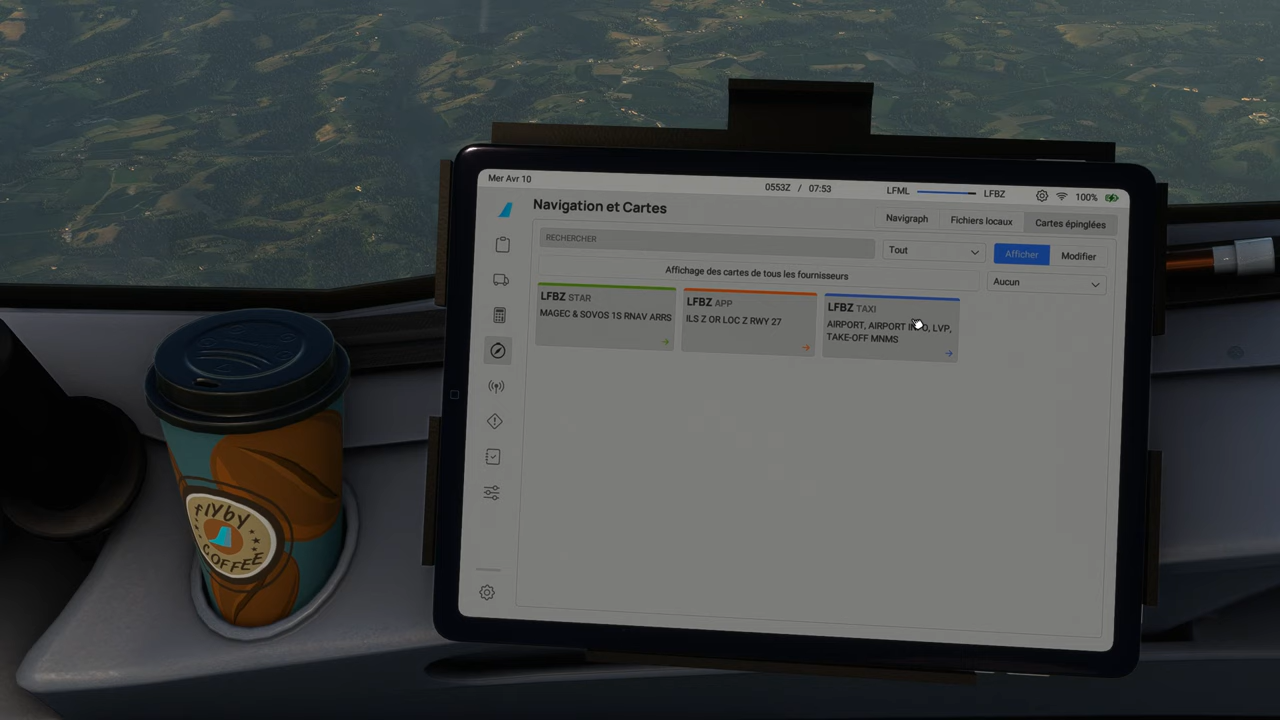 Mer Avr 10
0553Z / 07:53
LFML
LFBZ
100%
Navigation et Cartes
Navigraph
Fichiers locaux
Cartes épinglées
RECHERCHER
Tout
Afficher
Modifier
Affichage des cartes de tous les fournisseurs
Aucun
LFBZ STAR
MAGEC & SOVOS 1S RNAV ARRS
LFBZ APP
ILS Z OR LOC Z RWY 27
LFBZ TAXI
AIRPORT, AIRPORT INFO, LVP,
TAKE-OFF MNMS
flyby
COFFEE